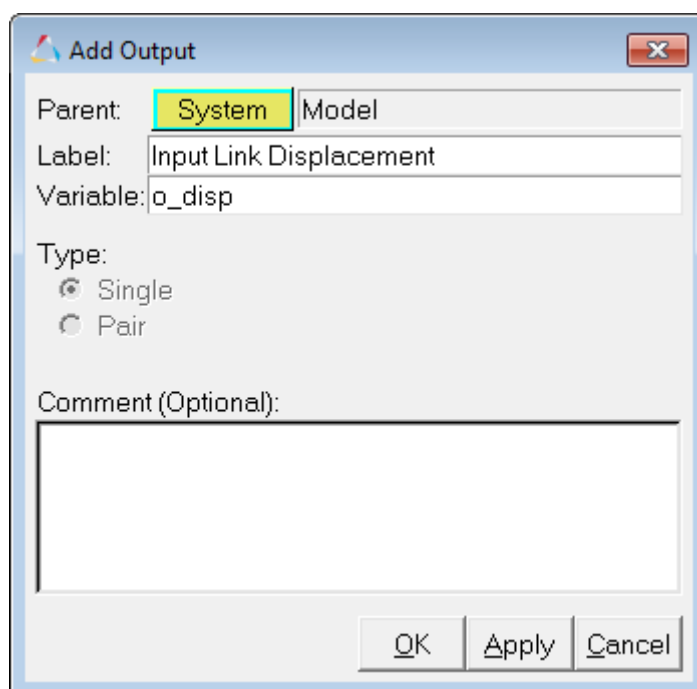 Add Output
Parent: System Model
Label: Input Link Displacement
Variable: o_disp
Type:
Single
Pair
Comment (Optional):
OK Apply Cancel